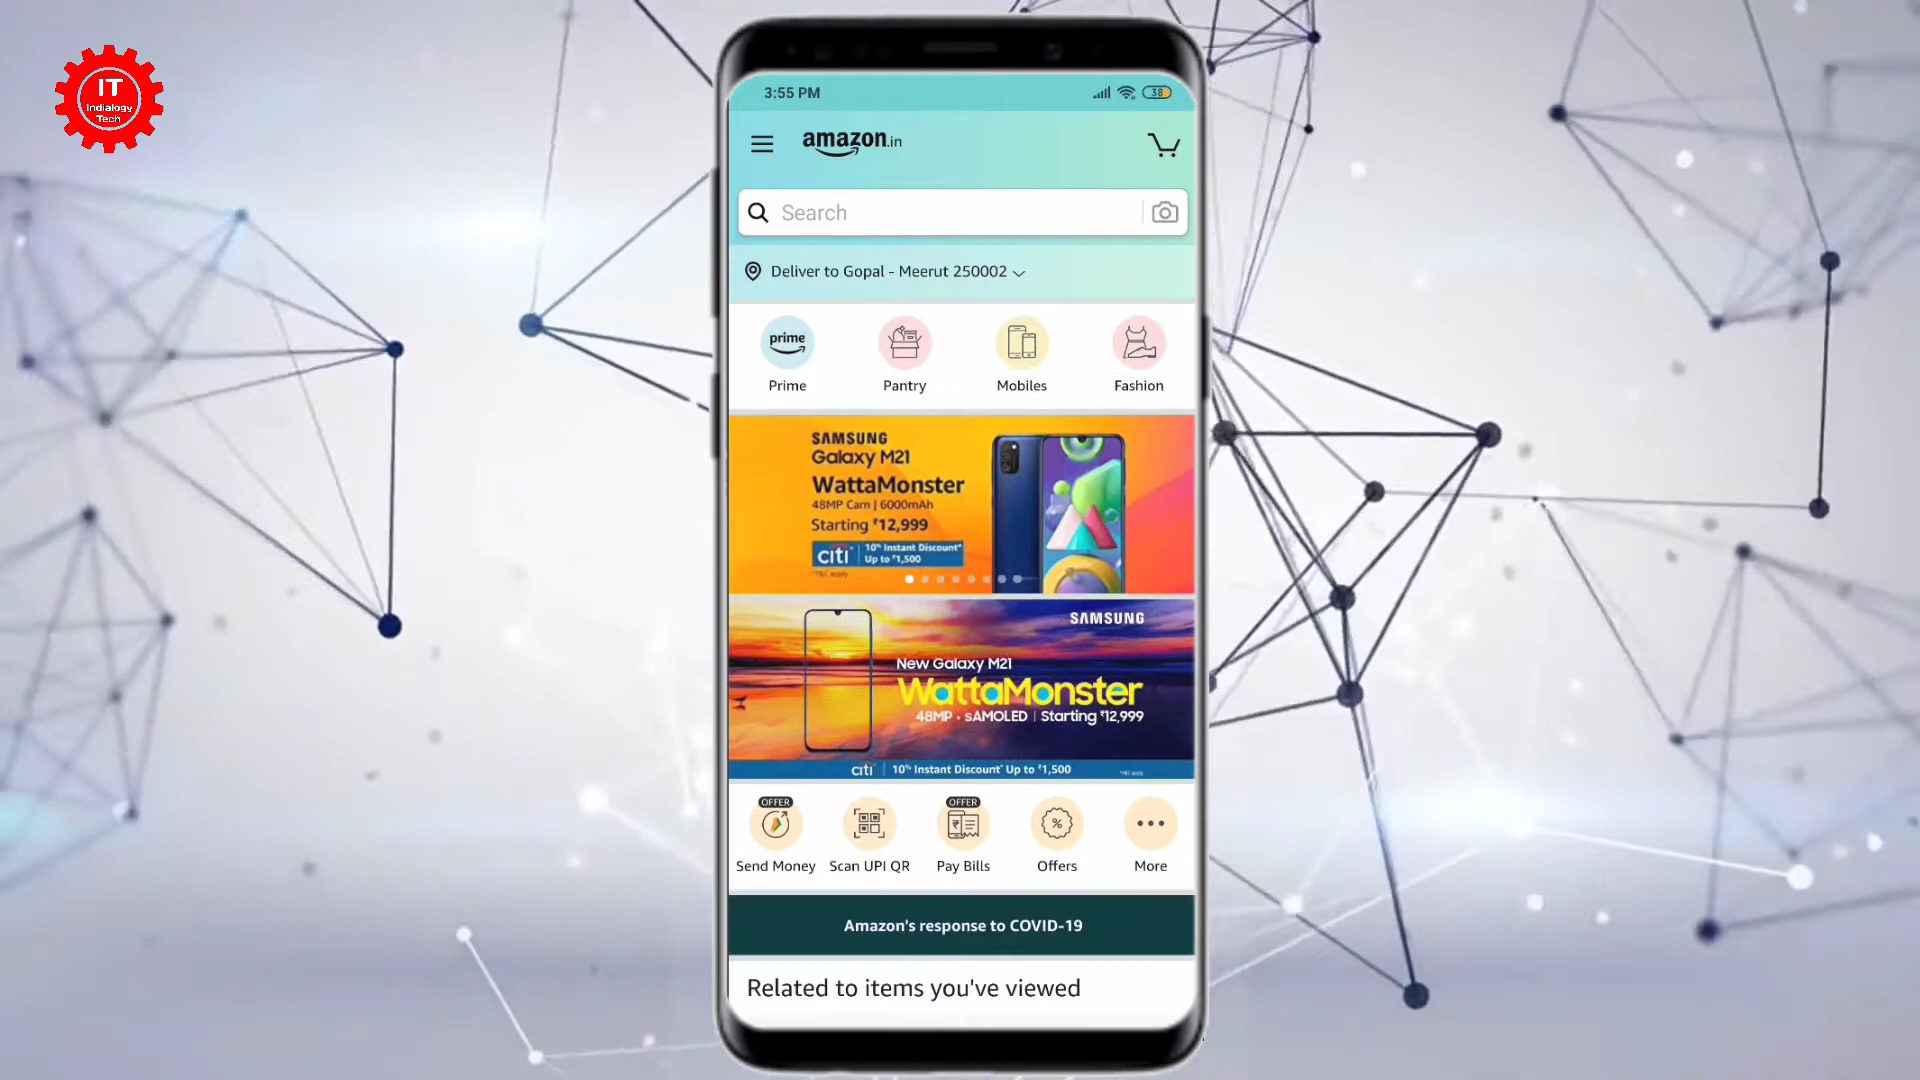 IT
Indialogy
Tech
3:55 PM
38
amazon.in
Search
Deliver to Gopal - Meerut 250002
prime
Prime
Pantry
Mobiles
Fashion
SAMSUNG
Galaxy M21
WattaMonster
48MP Cam | 6000mAh
Starting ₹12,999
citi
10% Instant Discount*
Up to ₹1,500
*T&C apply
SAMSUNG
New Galaxy M21
WattaMonster
48MP • sAMOLED | Starting ₹12,999
citi | 10% Instant Discount* Up to ₹1,500
*T&C apply
OFFER
OFFER
Send Money
Scan UPI QR
Pay Bills
Offers
More
Amazon's response to COVID-19
Related to items you've viewed